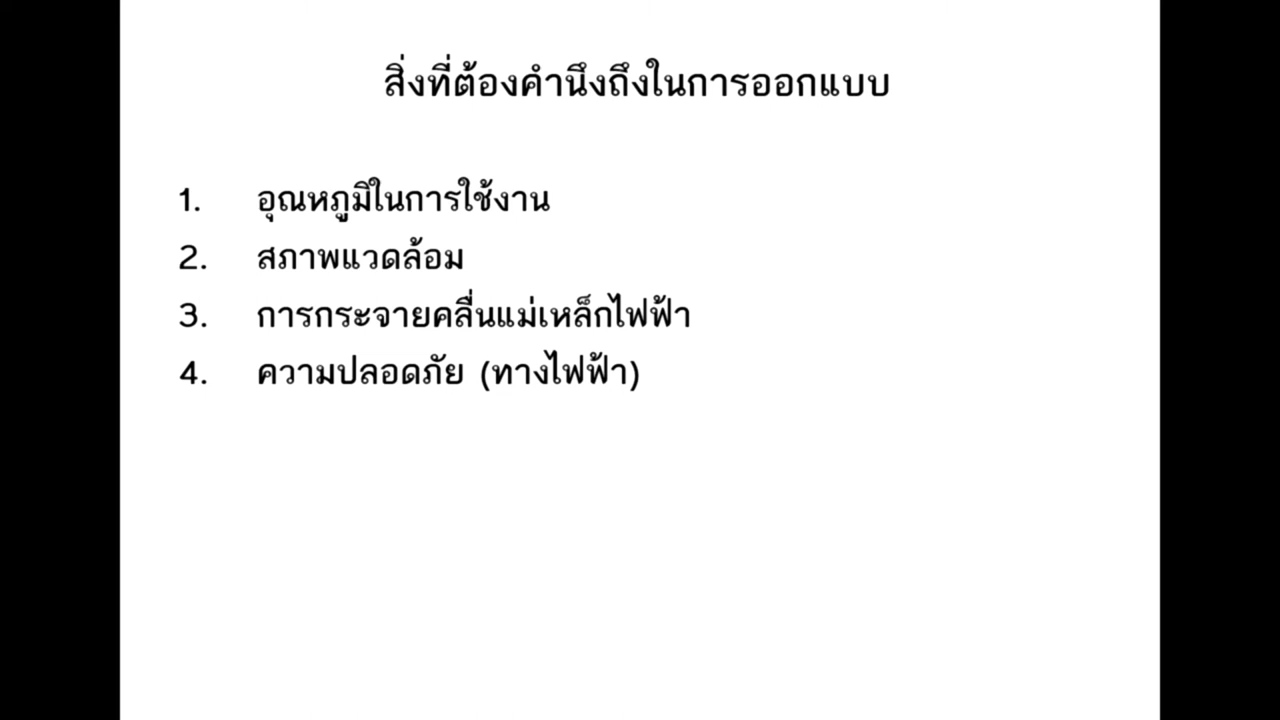 สิ่งที่ต้องคำนึงถึงในการออกแบบ
1. อุณหภูมิในการใช้งาน
2. สภาพแวดล้อม
3. การกระจายคลื่นแม่เหล็กไฟฟ้า
4. ความปลอดภัย (ทางไฟฟ้า)